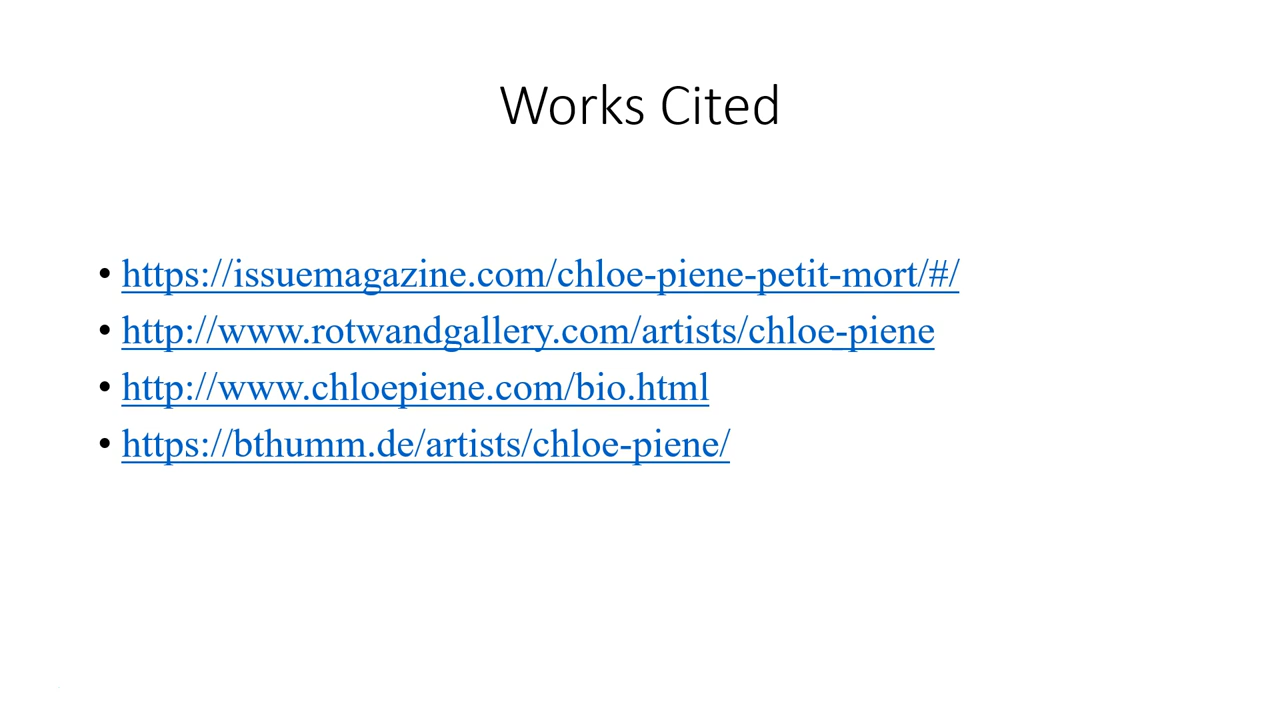 Works Cited
• https://issuemagazine.com/chloe-piene-petit-mort/#/
• http://www.rotwandgallery.com/artists/chloe-piene
• http://www.chloepiene.com/bio.html
• https://bthumm.de/artists/chloe-piene/